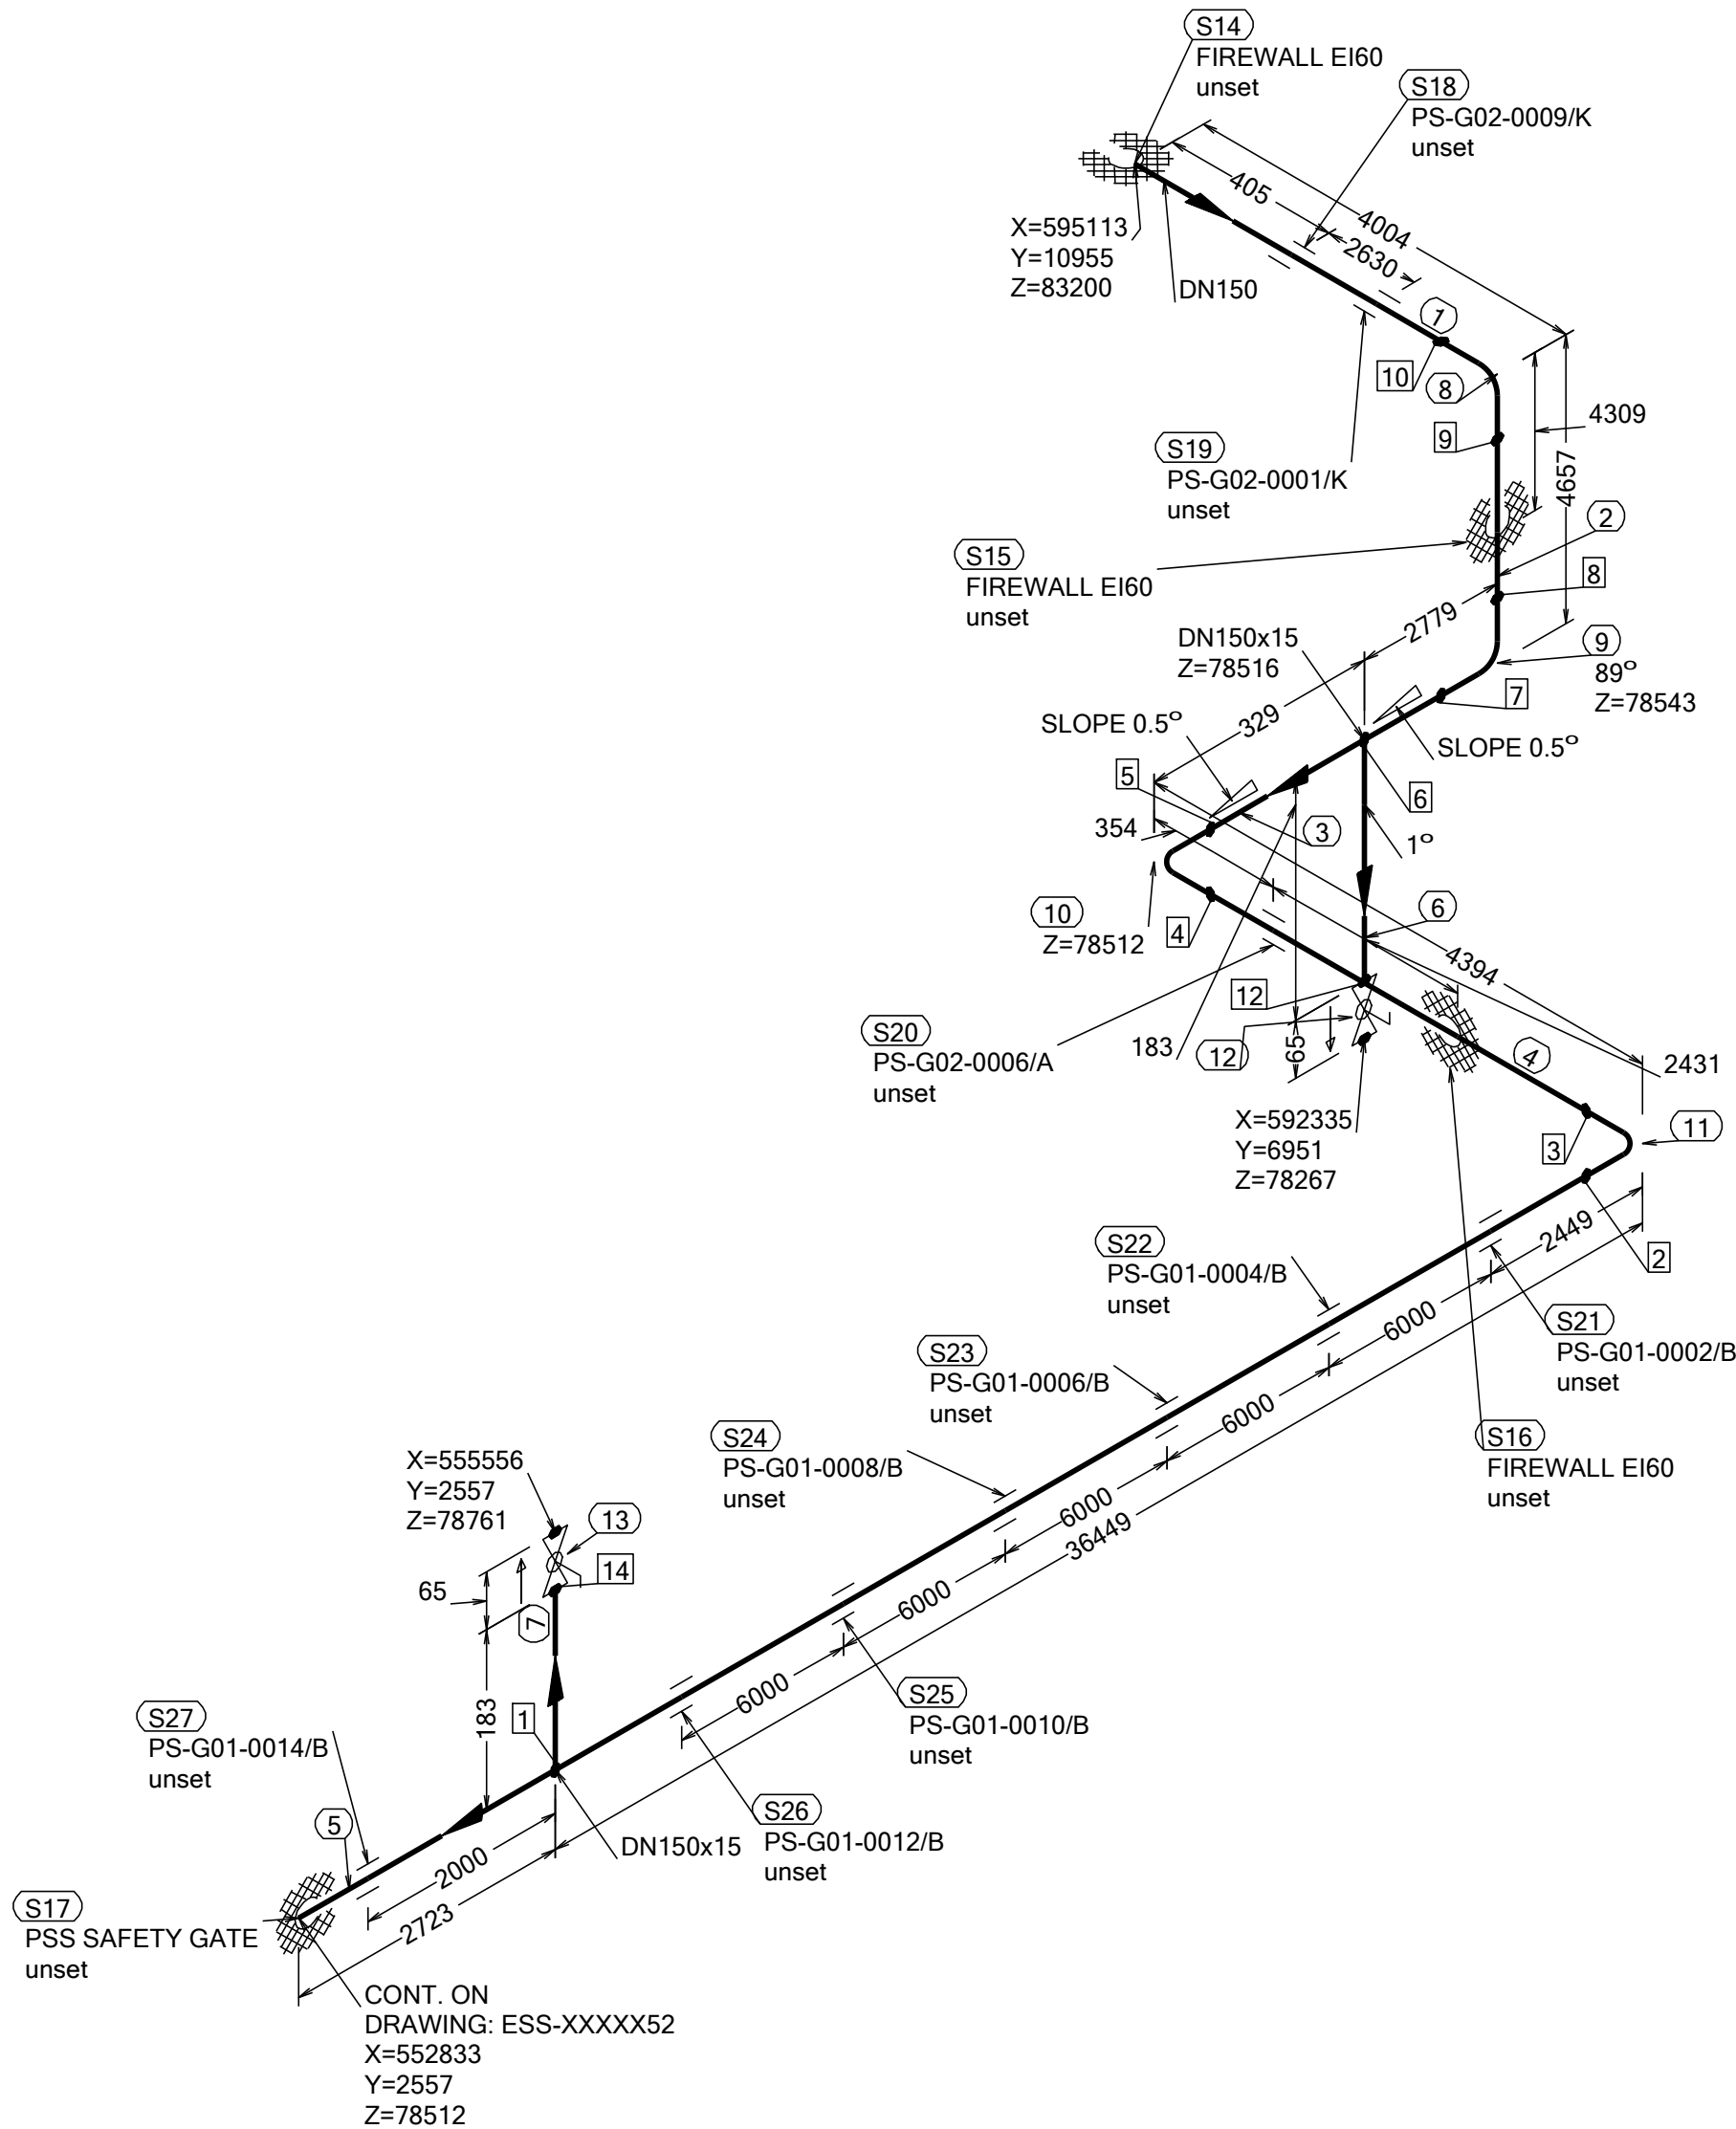 S14
FIREWALL EI60
unset
S18
PS-G02-0009/K
unset
405
4004
2630
X=595113
Y=10955
Z=83200
DN150
1
10
8
4309
9
S19
PS-G02-0001/K
unset
4657
2
S15
FIREWALL EI60
unset
8
2779
DN150x15
Z=78516
9
89°
Z=78543
7
329
SLOPE 0.5°
SLOPE 0.5°
5
6
354
3
1°
10
Z=78512
4
6
4394
12
S20
PS-G02-0006/A
unset
183
12
65
4
2431
X=592335
Y=6951
Z=78267
11
3
2449
S22
PS-G01-0004/B
unset
2
6000
S21
PS-G01-0002/B
unset
S23
PS-G01-0006/B
unset
6000
S24
PS-G01-0008/B
unset
S16
FIREWALL EI60
unset
X=555556
Y=2557
Z=78761
6000
36449
13
14
65
7
6000
6000
S25
PS-G01-0010/B
unset
183
1
S27
PS-G01-0014/B
unset
S26
PS-G01-0012/B
unset
5
DN150x15
2000
2723
S17
PSS SAFETY GATE
unset
CONT. ON
DRAWING: ESS-XXXXX52
X=552833
Y=2557
Z=78512